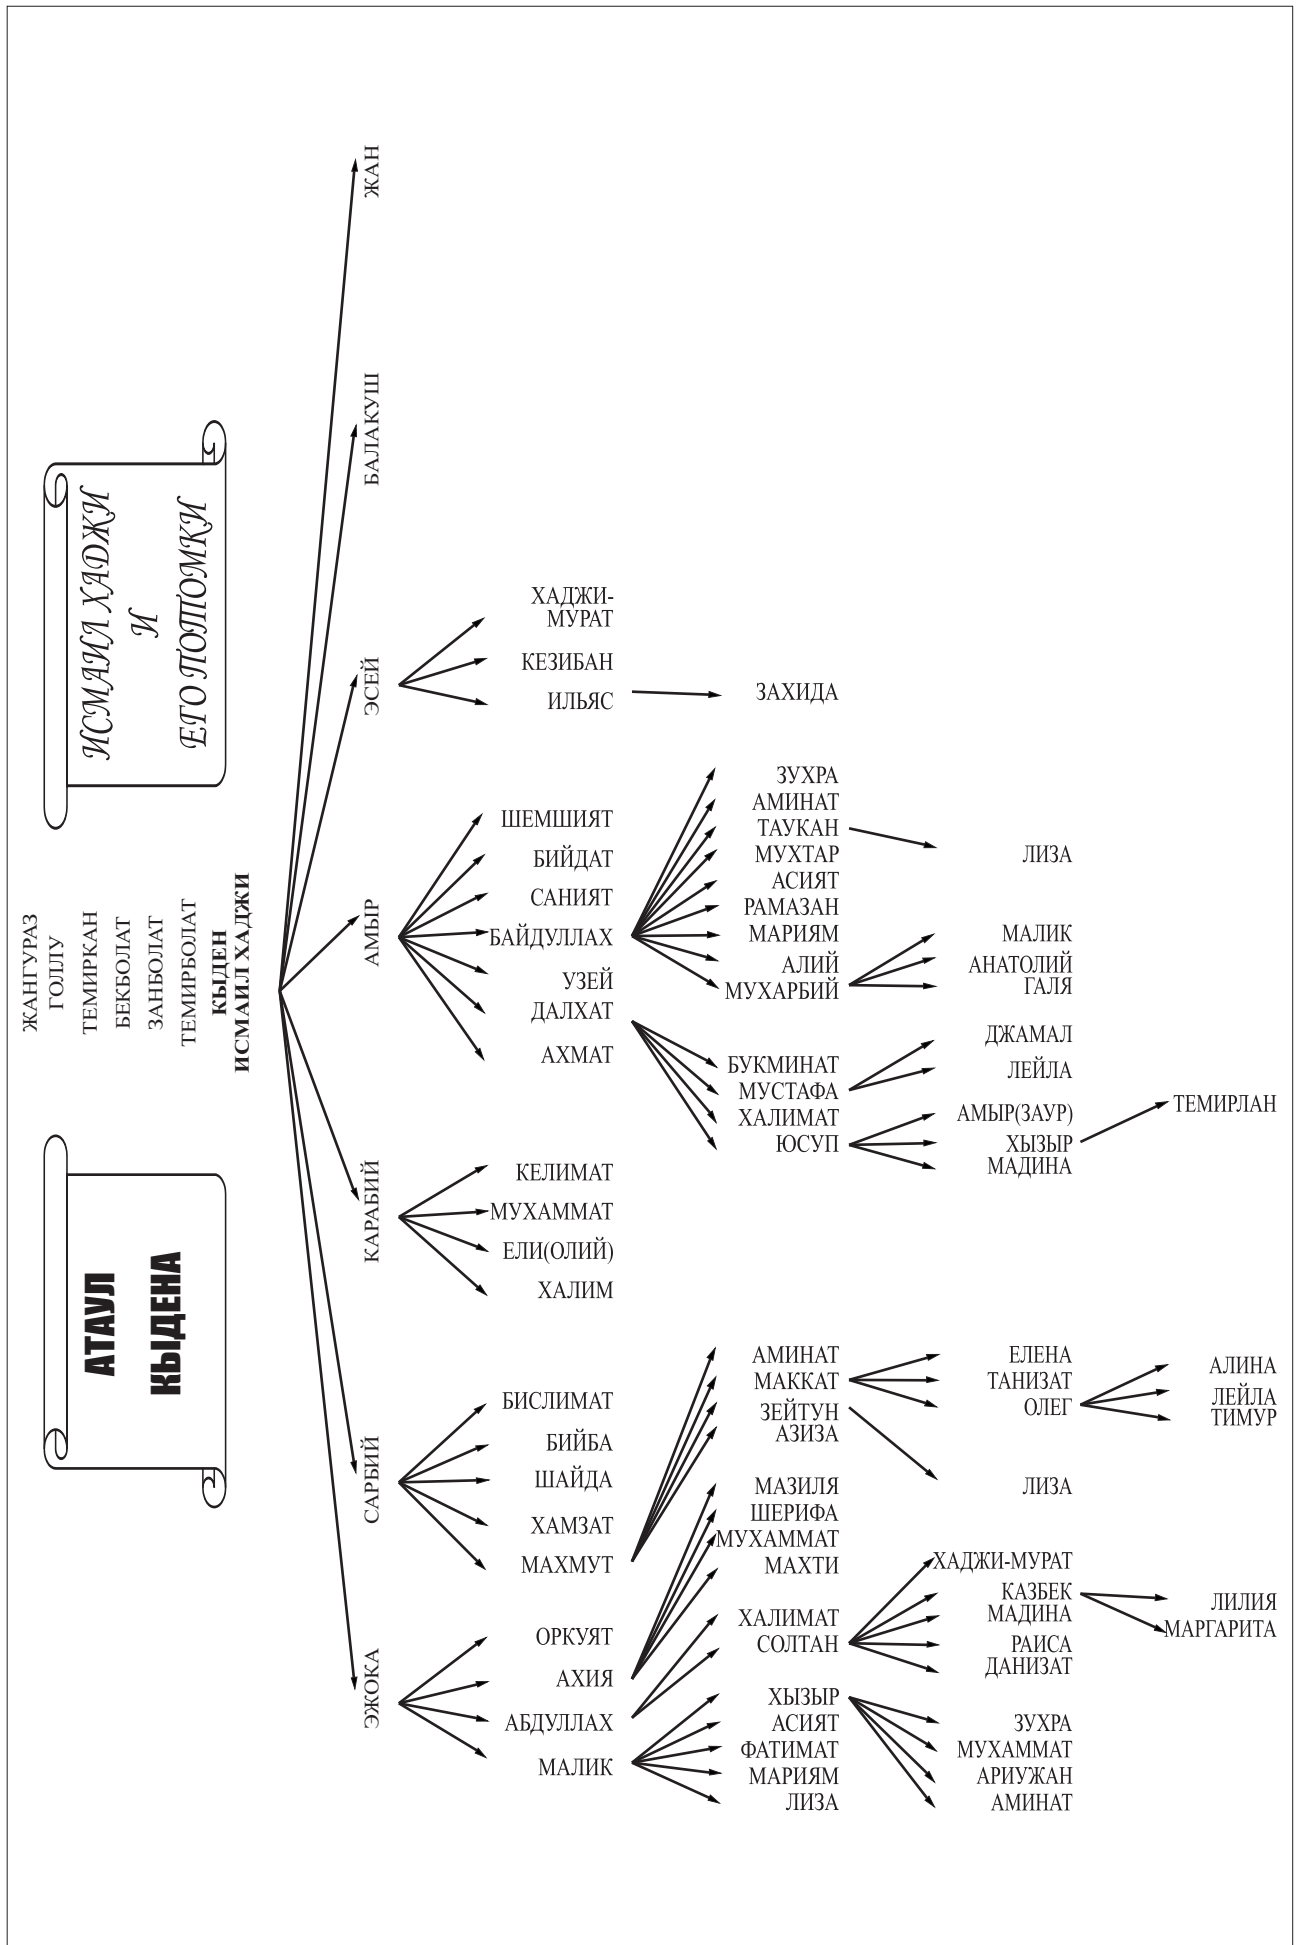 АТАУЛ
КЫДЕНА
ЖАНГУРАЗ
ГОЛЛУ
ТЕМИРКАН
БЕКБОЛАТ
ЗАНБОЛАТ
ТЕМИРБОЛАТ
КЫДЕН
ИСМАИЛ ХАДЖИ
ИСМАИЛ ХАДЖИ
И
ЕГО ПОТОМКИ
ЖАН
БАЛАКУШ
ЭСЕЙ
АМЫР
КАРАБИЙ
САРБИЙ
ЭЖОКА
ХАДЖИ-
МУРАТ
КЕЗИБАН
ИЛЬЯС
ШЕМШИЯТ
БИЙДАТ
САНИЯТ
БАЙДУЛЛАХ
УЗЕЙ
ДАЛХАТ
АХМАТ
КЕЛИМАТ
МУХАММАТ
ЕЛИ(ОЛИЙ)
ХАЛИМ
БИСЛИМАТ
БИЙБА
ШАЙДА
ХАМЗАТ
МАХМУТ
ОРКУЯТ
АХИЯ
АБДУЛЛАХ
МАЛИК
ЗАХИДА
ЗУХРА
АМИНАТ
ТАУКАН
МУХТАР
АСИЯТ
РАМАЗАН
МАРИЯМ
АЛИЙ
МУХАРБИЙ
БУКМИНАТ
МУСТАФА
ХАЛИМАТ
ЮСУП
АМИНАТ
МАККАТ
ЗЕЙТУН
АЗИЗА
МАЗИЛЯ
ШЕРИФА
МУХАММАТ
МАХТИ
ХАЛИМАТ
СОЛТАН
ХЫЗЫР
АСИЯТ
ФАТИМАТ
МАРИЯМ
ЛИЗА
ЛИЗА
МАЛИК
АНАТОЛИЙ
ГАЛЯ
ДЖАМАЛ
ЛЕЙЛА
АМЫР(ЗАУР)
ХЫЗЫР
МАДИНА
ЕЛЕНА
ТАНИЗАТ
ОЛЕГ
ЛИЗА
ХАДЖИ-МУРАТ
КАЗБЕК
МАДИНА
РАИСА
ДАНИЗАТ
ЗУХРА
МУХАММАТ
АРИУЖАН
АМИНАТ
ТЕМИРЛАН
АЛИНА
ЛЕЙЛА
ТИМУР
ЛИЛИЯ
МАРГАРИТА